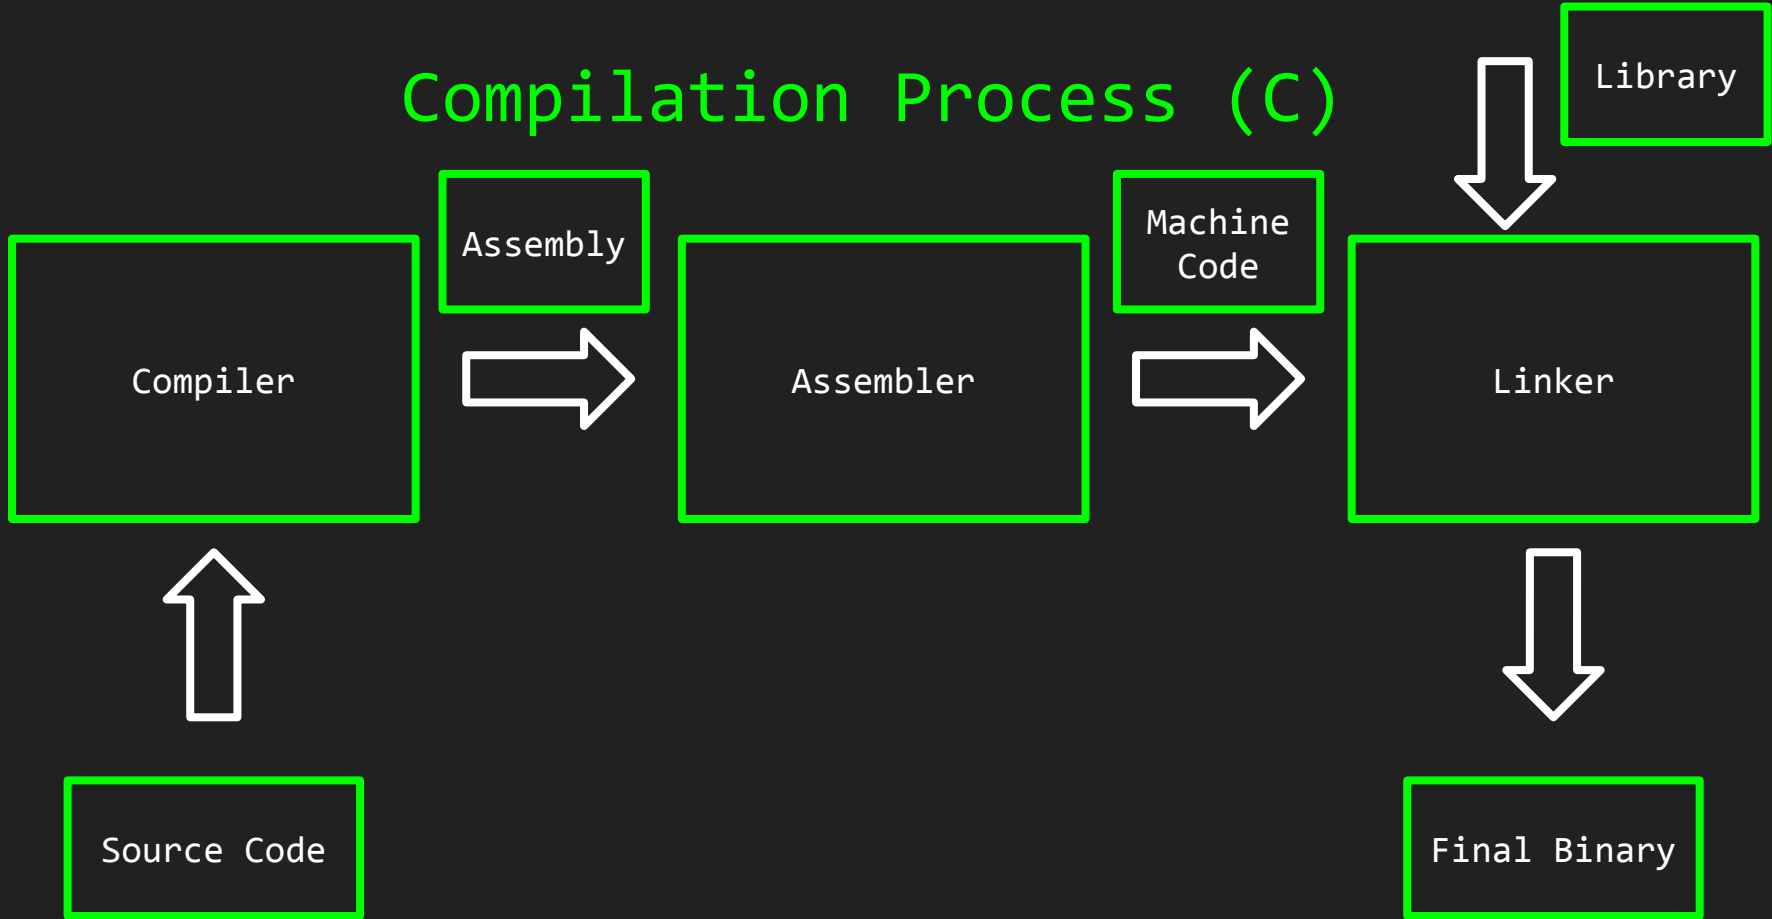 Compilation Process (C)
Library
Assembly
Machine
Code
Compiler
Assembler
Linker
Source Code
Final Binary